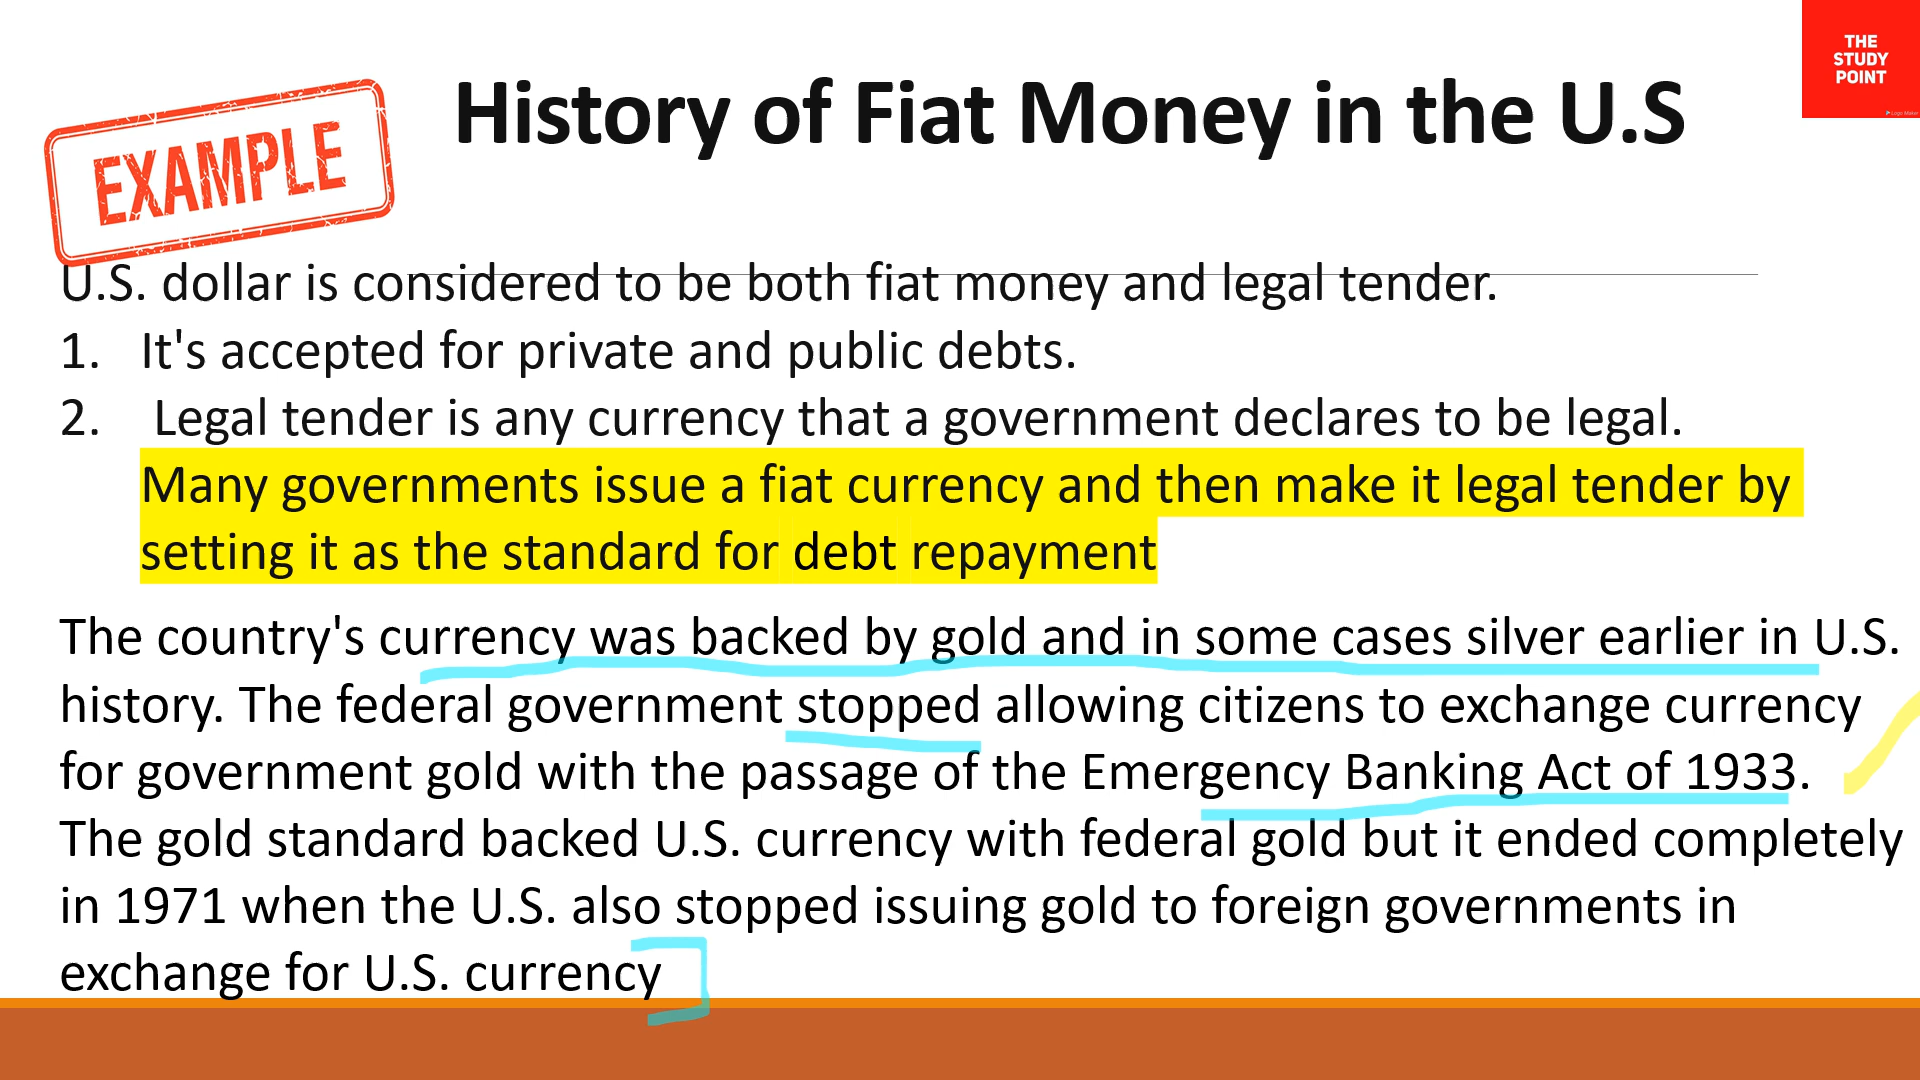 THE
STUDY
POINT
Logo Maker
History of Fiat Money in the U.S
EXAMPLE
U.S. dollar is considered to be both fiat money and legal tender.
1. It's accepted for private and public debts.
2. Legal tender is any currency that a government declares to be legal.
Many governments issue a fiat currency and then make it legal tender by
setting it as the standard for debt repayment
The country's currency was backed by gold and in some cases silver earlier in U.S.
history. The federal government stopped allowing citizens to exchange currency
for government gold with the passage of the Emergency Banking Act of 1933.
The gold standard backed U.S. currency with federal gold but it ended completely
in 1971 when the U.S. also stopped issuing gold to foreign governments in
exchange for U.S. currency